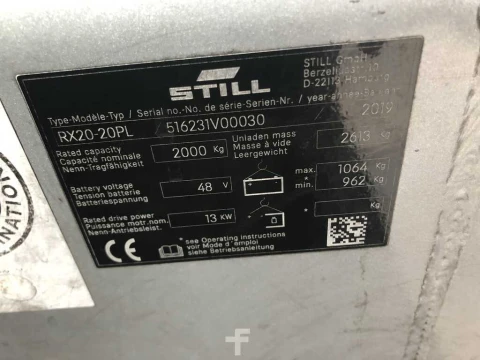 STILL
STILL GmbH
D-22113 Hamburg
Type-Modèle-Typ / Serial no.-No. de série-Serien-Nr. / year-année-Baujahr
RX20-20PL 516231V00030 2019
Rated capacity
Capacité nominale
Nenn-Tragfähigkeit
2000 Kg
Unladen mass
Masse à vide
Leergewicht
2613 Kg
Battery voltage
Tension batterie
Batteriespannung
48 V
max. 1064 Kg
±
min. 962 Kg
Rated drive power
Puissance motr.nom.
Nenn-Antriebsleist.
13 KW
Kg
CE
* see Operating instructions
voir Mode d'emploi
siehe Betriebsanleitung
INATION